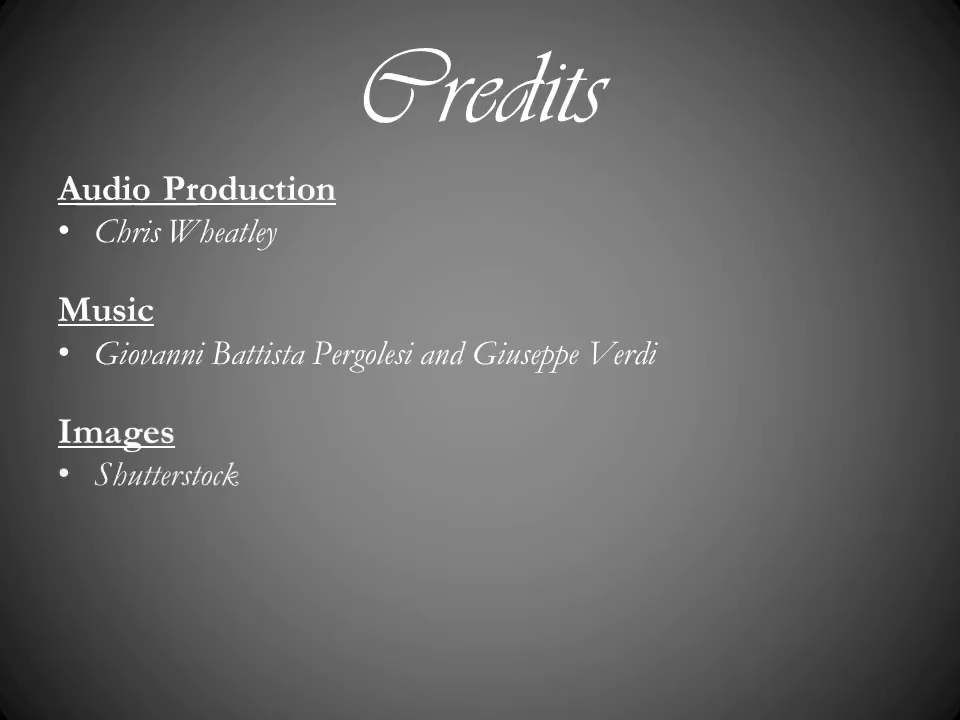 Credits
Audio Production
• Chris Wheatley
Music
• Giovanni Battista Pergolesi and Giuseppe Verdi
Images
• Shutterstock